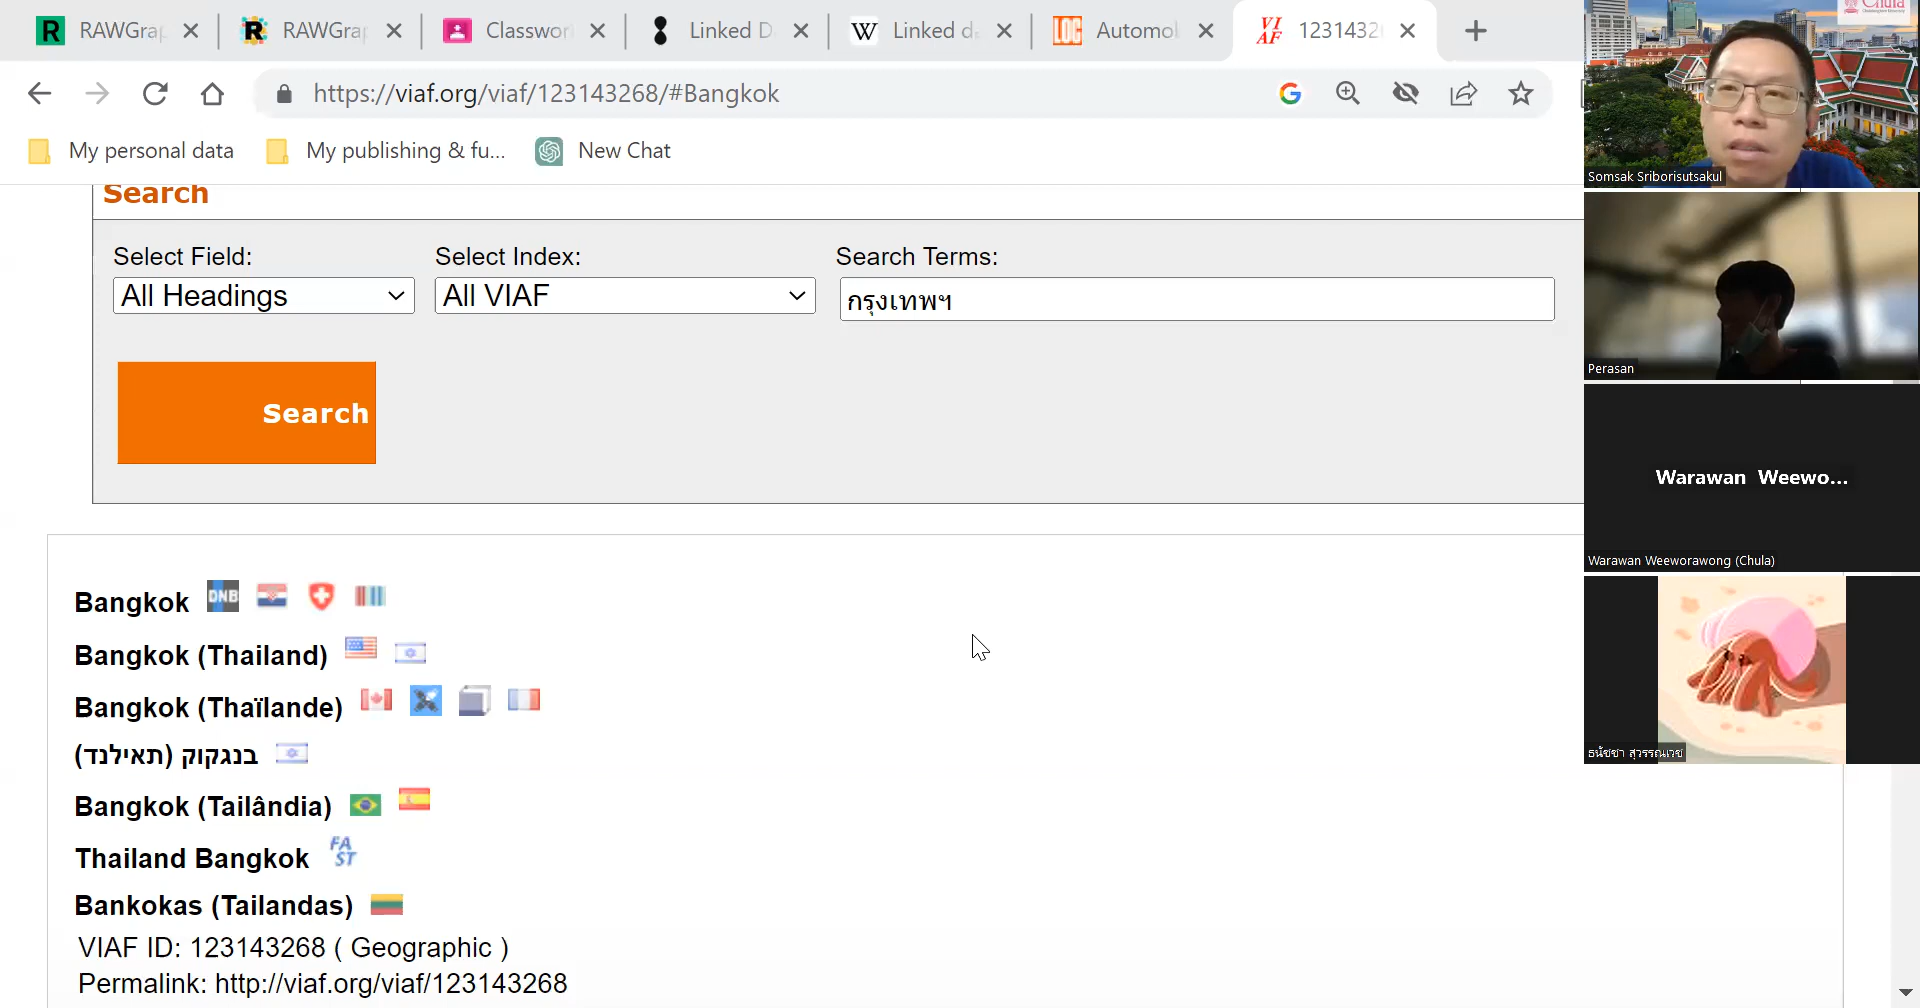 RAWGra
RAWGra
Classwor
Linked D
Linked d
Automo
1231432
https://viaf.org/viaf/123143268/#Bangkok
My personal data
My publishing & fu...
New Chat
Search
Select Field:
Select Index:
Search Terms:
All Headings
All VIAF
กรุงเทพฯ
Search
Bangkok DNB
Bangkok (Thailand)
Bangkok (Thaïlande)
בנגקוק (תאילנד)
Bangkok (Tailândia)
Thailand Bangkok FAST
Bankokas (Tailandas)
VIAF ID: 123143268 ( Geographic )
Permalink: http://viaf.org/viaf/123143268
Chula
Somsak Sriborisutsakul
Perasan
Warawan Weewo...
Warawan Weeworawong (Chula)
ธนัชชา สุวรรณเวช